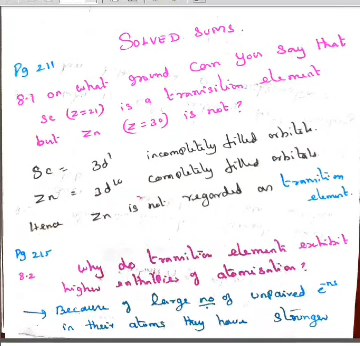 SOLVED SUMS.
Pg 211
8.1 on what ground can you say that
Sc (Z=21) is a transition element
but Zn (Z=30) is not?
Sc = 3d¹ incompletely filled orbitals.
Zn = 3d¹⁰ completely filled orbitals.
Hence Zn is not regarded as transition
element.
Pg 215
8.2 Why do transition elements exhibit
higher enthalpies of atomisation?
→ Because of large no of unpaired e⁻ns
in their atoms they have stronger